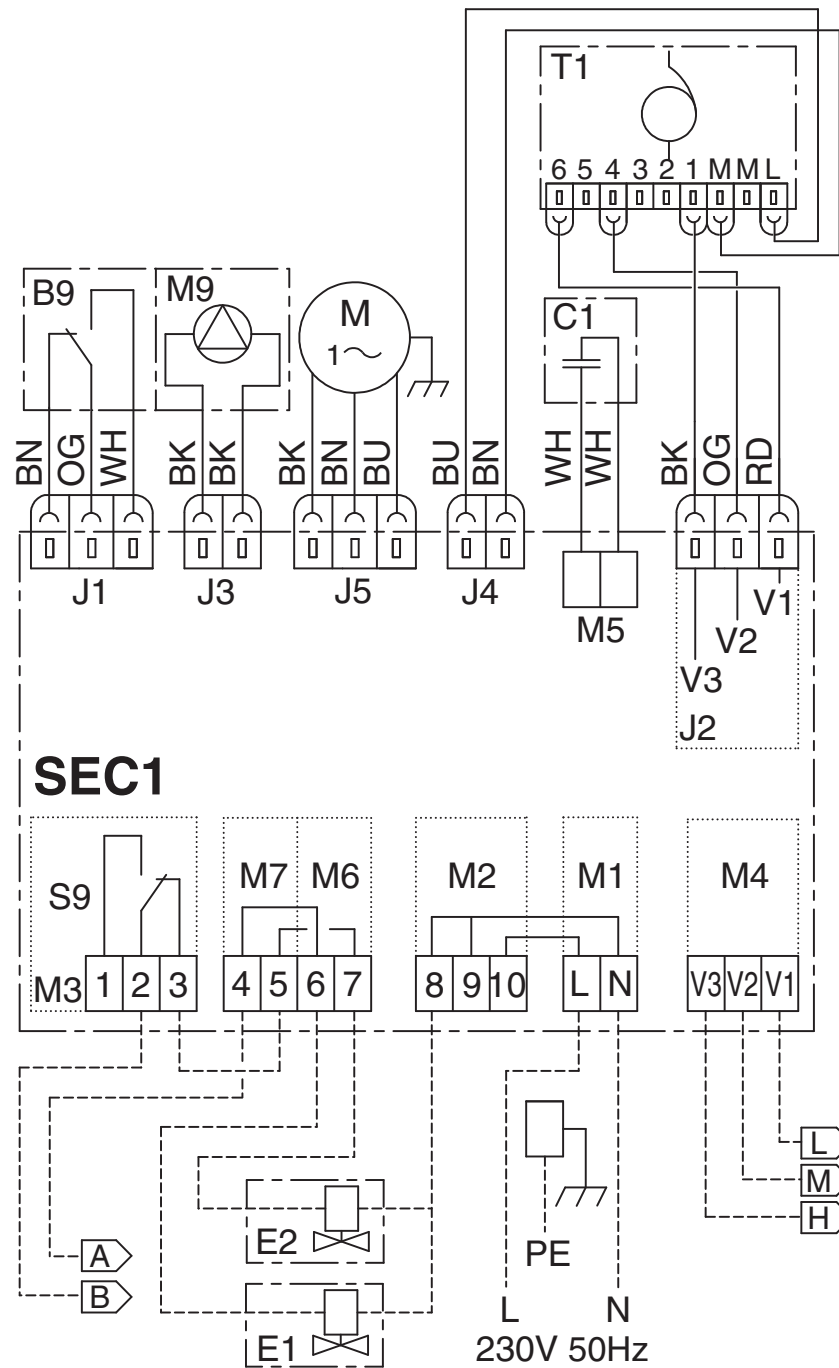 T1
6 5 4 3 2 1 M M L
B9
M9
M
1~
C1
BN OG WH
BK BK
BK BN BU
BU BN
WH WH
BK OG RD
J1
J3
J5
J4
M5
V1
V2
V3
J2
SEC1
S9
M7
M6
M2
M1
M4
M3
1 2 3
4 5 6 7
8 9 10
L N
V3 V2 V1
L
M
H
A
B
E2
E1
PE
L N
230V 50Hz